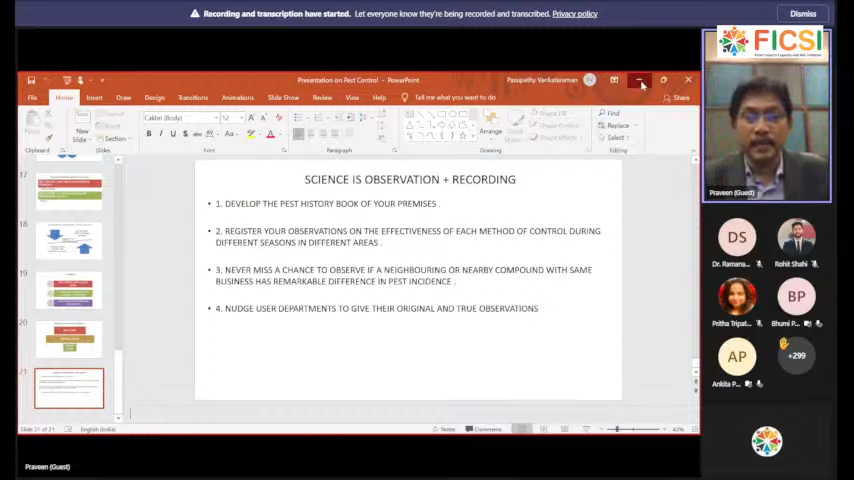 Recording and transcription have started. Let everyone know they're being recorded and transcribed. Privacy policy
Dismiss
FICSI
Presentation on Pect Control - PowerPoint
Pasupathy Venkataraman
File Home Insert Draw Design Transitions Animations Slide Show Review View Help Tell me what you want to do
Share
Paste
New
Slide
Layout
Reset
Section
Calibri (Body)
12
Shape Fill
Shape Outline
Shape Effects
Arrange
Quick
Styles
Find
Replace
Select
Clipboard
Slides
Font
Paragraph
Drawing
Editing
17
18
19
20
21
SCIENCE IS OBSERVATION + RECORDING
• 1. DEVELOP THE PEST HISTORY BOOK OF YOUR PREMISES .
• 2. REGISTER YOUR OBSERVATIONS ON THE EFFECTIVENESS OF EACH METHOD OF CONTROL DURING
DIFFERENT SEASONS IN DIFFERENT AREAS .
• 3. NEVER MISS A CHANCE TO OBSERVE IF A NEIGHBOURING OR NEARBY COMPOUND WITH SAME
BUSINESS HAS REMARKABLE DIFFERENCE IN PEST INCIDENCE .
• 4. NUDGE USER DEPARTMENTS TO GIVE THEIR ORIGINAL AND TRUE OBSERVATIONS
Slide 21 of 21
English (India)
Notes
Comments
42%
Praveen (Guest)
DS
Dr. Ramana...
Rohit Shahi
Pritha Tripat...
BP
Bhumi P...
AP
Ankita P...
+299
Praveen (Guest)